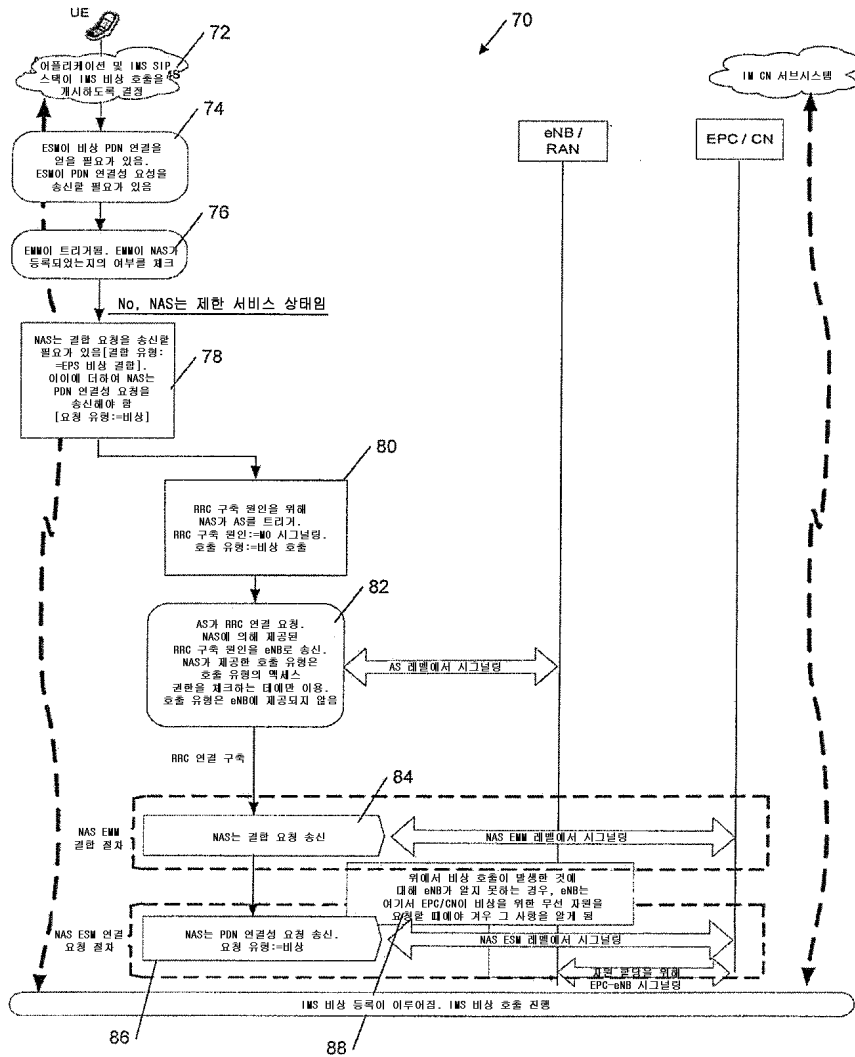 UE
70
72
어플리케이션 및 IMS SIP
스택이 IMS 비상 호출을
개시하도록 결정
IM CN 서브시스템
74
ESM이 비상 PDN 연결을
얻을 필요가 있음.
ESM이 PDN 연결성 요성을
송신할 필요가 있음
eNB /
RAN
EPC / CN
76
EMM이 트리거됨. EMM이 NAS가
등록되었는지의 여부를 체크
No, NAS는 제한 서비스 상태임
NAS는 결합 요청을 송신할
필요가 있음[결합 유형:
=EPS 비상 결합].
이이에 더하여 NAS는
PDN 연결성 요청을
송신해야 함
[요청 유형:=비상]
78
80
RRC 구축 원인을 위해
NAS가 AS를 트리거.
RRC 구축 원인:=MO 시그널링.
호출 유형:=비상 호출
82
AS가 RRC 연결 요청.
NAS에 의해 제공된
RRC 구축 원인을 eNB로 송신.
NAS가 제공한 호출 유형은
호출 유형의 액세스
권한을 체크하는 데에만 이용.
호출 유형은 eNB에 제공되지 않음
AS 레벨에서 시그널링
RRC 연결 구축
84
NAS EMM
결합 절차
NAS는 결합 요청 송신
NAS EMM 레벨에서 시그널링
위에서 비상 호출이 발생한 것에
대해 eNB가 알지 못하는 경우, eNB는
여기서 EPC/CN이 비상을 위한 무선 자원을
요청할 때에야 겨우 그 사항을 알게 됨
NAS ESM 연결
요청 절차
NAS는 PDN 연결성 요청 송신.
요청 유형:=비상
NAS ESM 레벨에서 시그널링
자원 할당을 위해
EPC-eNB 시그널링
IMS 비상 등록이 이루어짐. IMS 비상 호출 진행
86
88